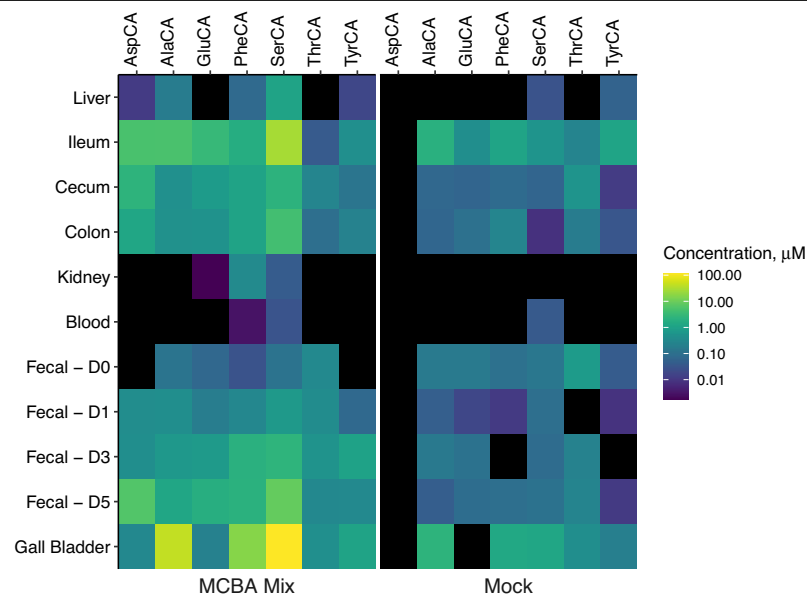 AspCA AlaCA GluCA PheCA SerCA ThrCA TyrCA AspCA AlaCA GluCA PheCA SerCA ThrCA TyrCA
Liver
Ileum
Cecum
Colon
Kidney
Blood
Fecal − D0
Fecal − D1
Fecal − D3
Fecal − D5
Gall Bladder
MCBA Mix Mock
Concentration, μM
100.00
10.00
1.00
0.10
0.01